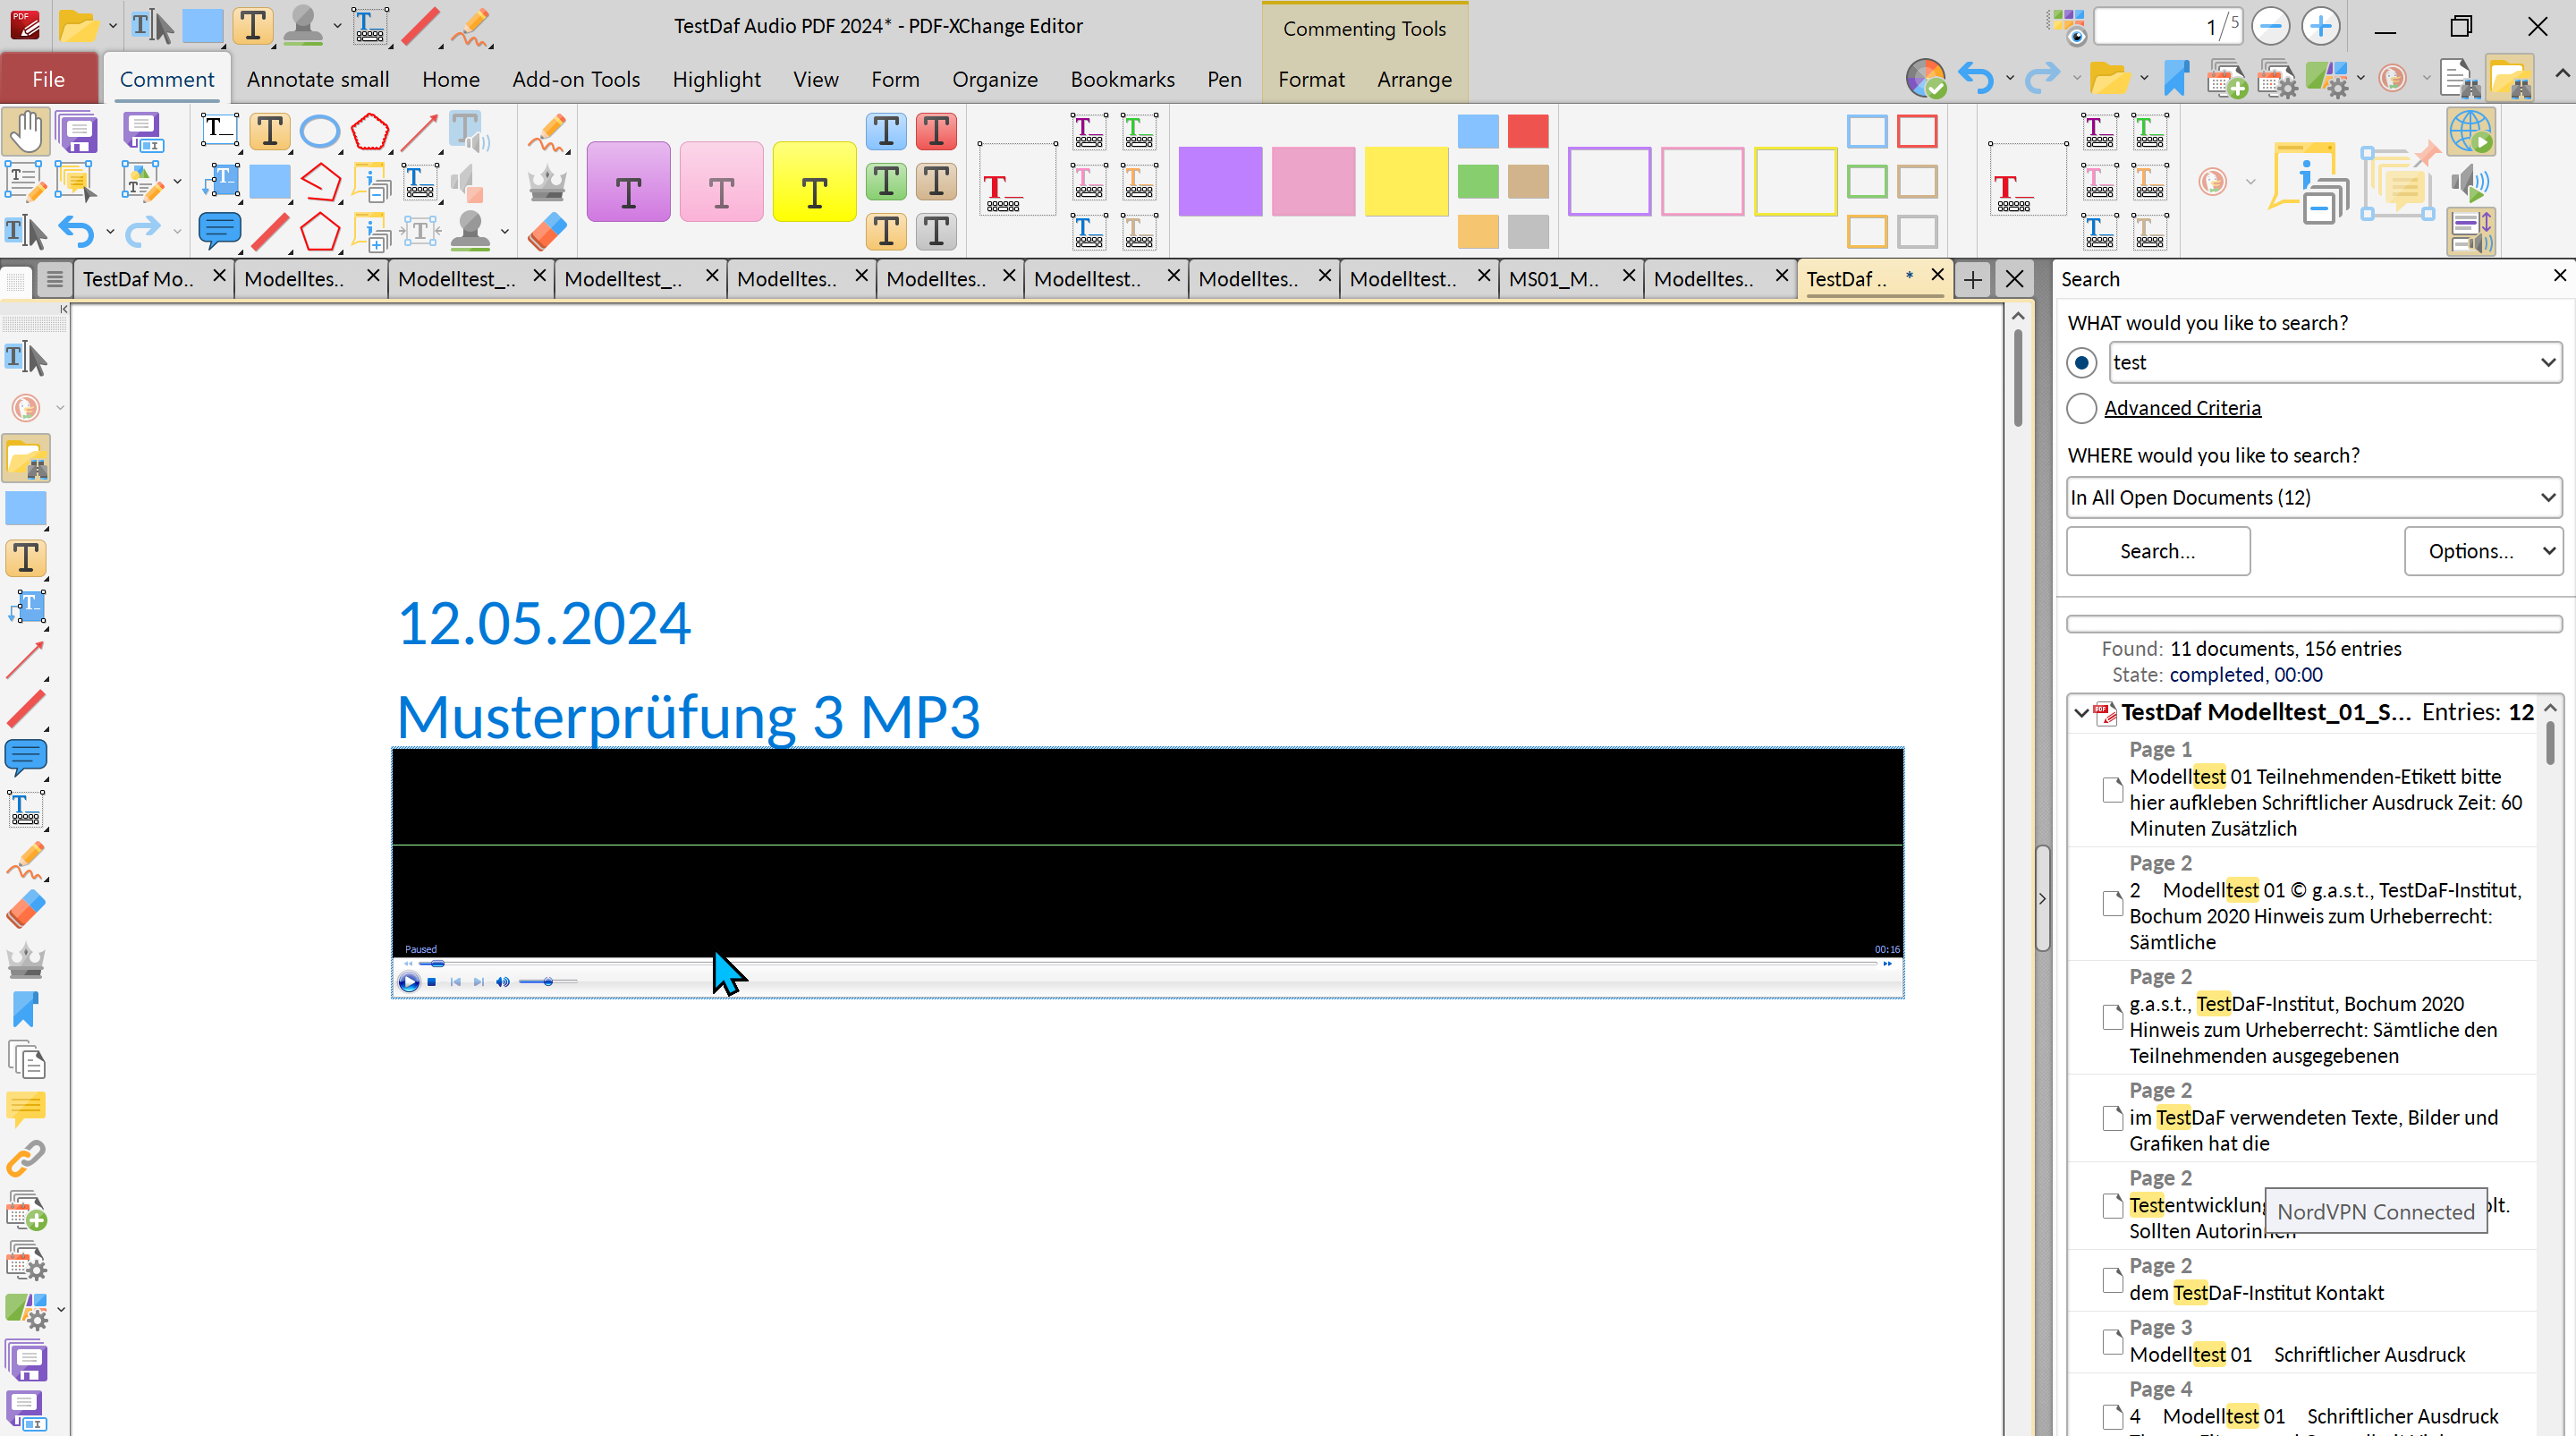 TestDaf Audio PDF 2024* - PDF-XChange Editor
Commenting Tools
1/5
File
Comment
Annotate small
Home
Add-on Tools
Highlight
View
Form
Organize
Bookmarks
Pen
Format
Arrange
TestDaf Mo..
Modelltes..
Modelltest_..
Modelltest_..
Modelltes..
Modelltes..
Modelltest..
Modelltes..
Modelltest..
MS01_M..
Modelltes..
TestDaf .. *
12.05.2024
Musterprüfung 3 MP3
Paused
00:16
Search
WHAT would you like to search?
test
Advanced Criteria
WHERE would you like to search?
In All Open Documents (12)
Search...
Options...
Found: 11 documents, 156 entries
State: completed, 00:00
TestDaf Modelltest_01_S... Entries: 12
Page 1
Modelltest 01 Teilnehmenden-Etikett bitte
hier aufkleben Schriftlicher Ausdruck Zeit: 60
Minuten Zusätzlich
Page 2
2 Modelltest 01 © g.a.s.t., TestDaF-Institut,
Bochum 2020 Hinweis zum Urheberrecht:
Sämtliche
Page 2
g.a.s.t., TestDaF-Institut, Bochum 2020
Hinweis zum Urheberrecht: Sämtliche den
Teilnehmenden ausgegebenen
Page 2
im TestDaF verwendeten Texte, Bilder und
Grafiken hat die
Page 2
Testentwicklung
Sollten
NordVPN Connected
Page 2
dem TestDaF-Institut Kontakt
Page 3
Modelltest 01 Schriftlicher Ausdruck
Page 4
4 Modelltest 01 Schriftlicher Ausdruck